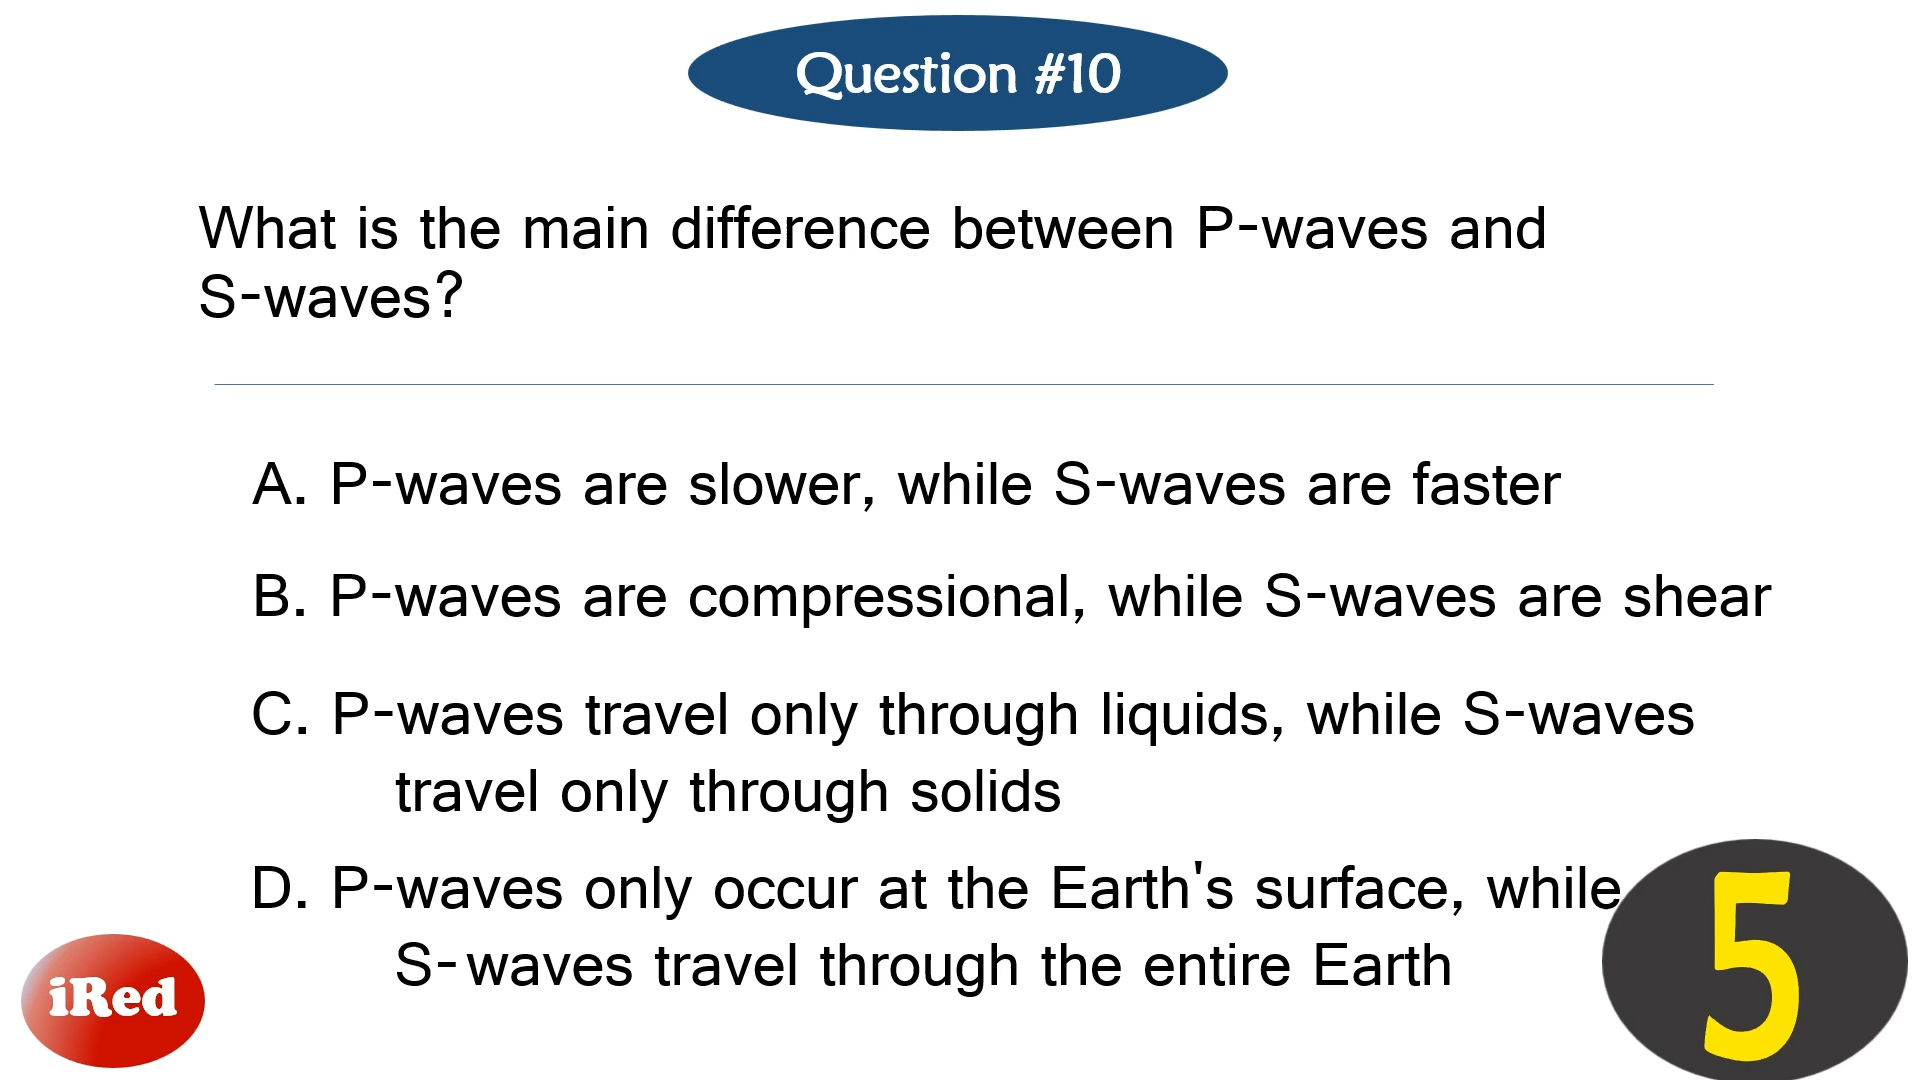 Question #10
What is the main difference between P-waves and
S-waves?
A. P-waves are slower, while S-waves are faster
B. P-waves are compressional, while S-waves are shear
C. P-waves travel only through liquids, while S-waves
travel only through solids
D. P-waves only occur at the Earth's surface, while
S-waves travel through the entire Earth
iRed
5